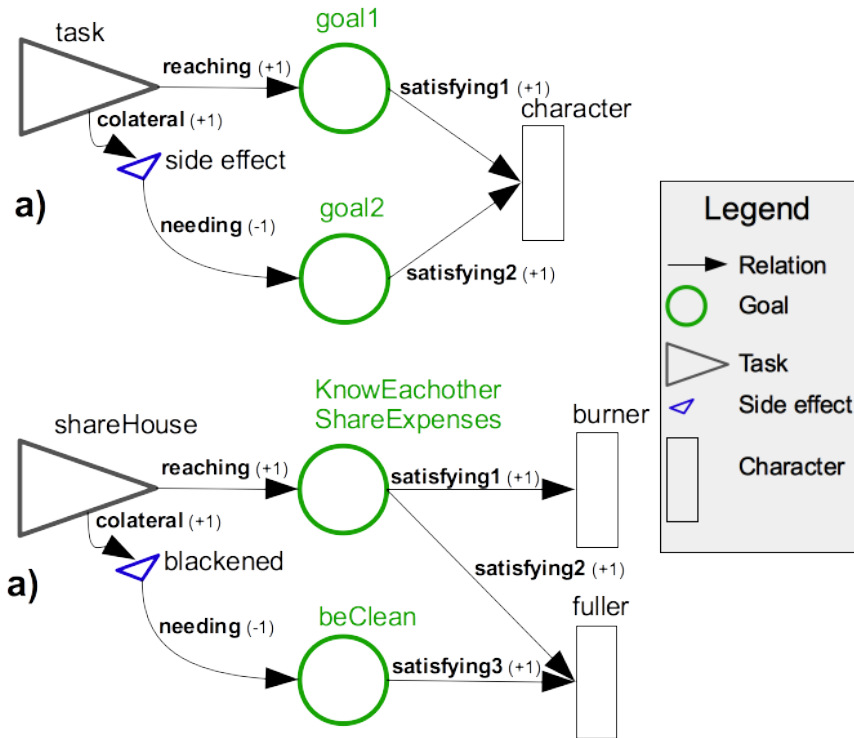 task
goal1
reaching (+1)
satisfying1 (+1)
character
colateral (+1)
side effect
a)
goal2
needing (-1)
satisfying2 (+1)
Legend
Relation
Goal
Task
Side effect
Character
KnowEachother
ShareExpenses
burner
shareHouse
reaching (+1)
satisfying1 (+1)
colateral (+1)
blackened
satisfying2 (+1)
a)
fuller
beClean
needing (-1)
satisfying3 (+1)